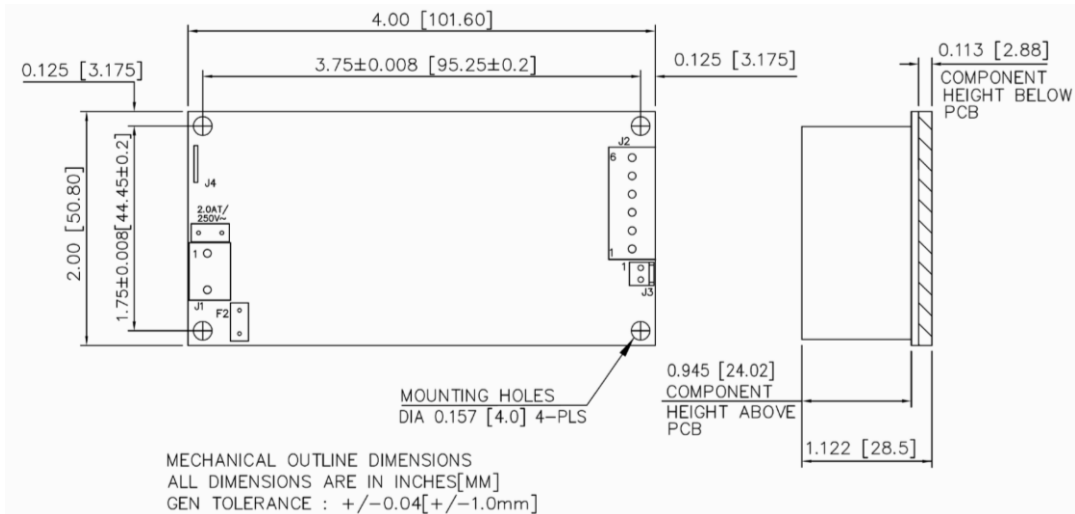 4.00 [101.60]
0.125 [3.175]
3.75±0.008 [95.25±0.2]
0.125 [3.175]
0.113 [2.88]
COMPONENT
HEIGHT BELOW
PCB
2.00 [50.80]
1.75±0.008[44.45±0.2]
J4
2.0AT/
250V~
1
J1
F2
J2
6
1
1
J3
MOUNTING HOLES
DIA 0.157 [4.0] 4-PLS
0.945 [24.02]
COMPONENT
HEIGHT ABOVE
PCB
1.122 [28.5]
MECHANICAL OUTLINE DIMENSIONS
ALL DIMENSIONS ARE IN INCHES[MM]
GEN TOLERANCE : +/-0.04[+/-1.0mm]